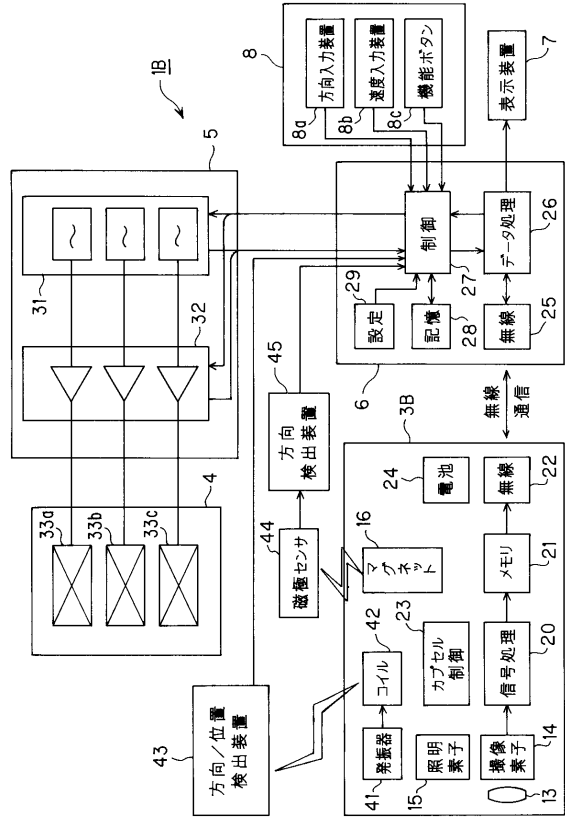 1B
5
31
32
4
33a
33b
33c
8
方向入力装置
8a
速度入力装置
8b
機能ボタン
8c
表示装置
7
制御
27
データ処理
26
29
設定
記憶
28
無線
25
6
45
方向
検出装置
44
磁極センサ
43
方向/位置
検出装置
無線
通信
3B
24
電池
無線
22
16
マグネット
メモリ
21
42
コイル
23
カプセル
制御
信号処理
20
発振器
41
照明
素子
15
撮像
素子
14
13